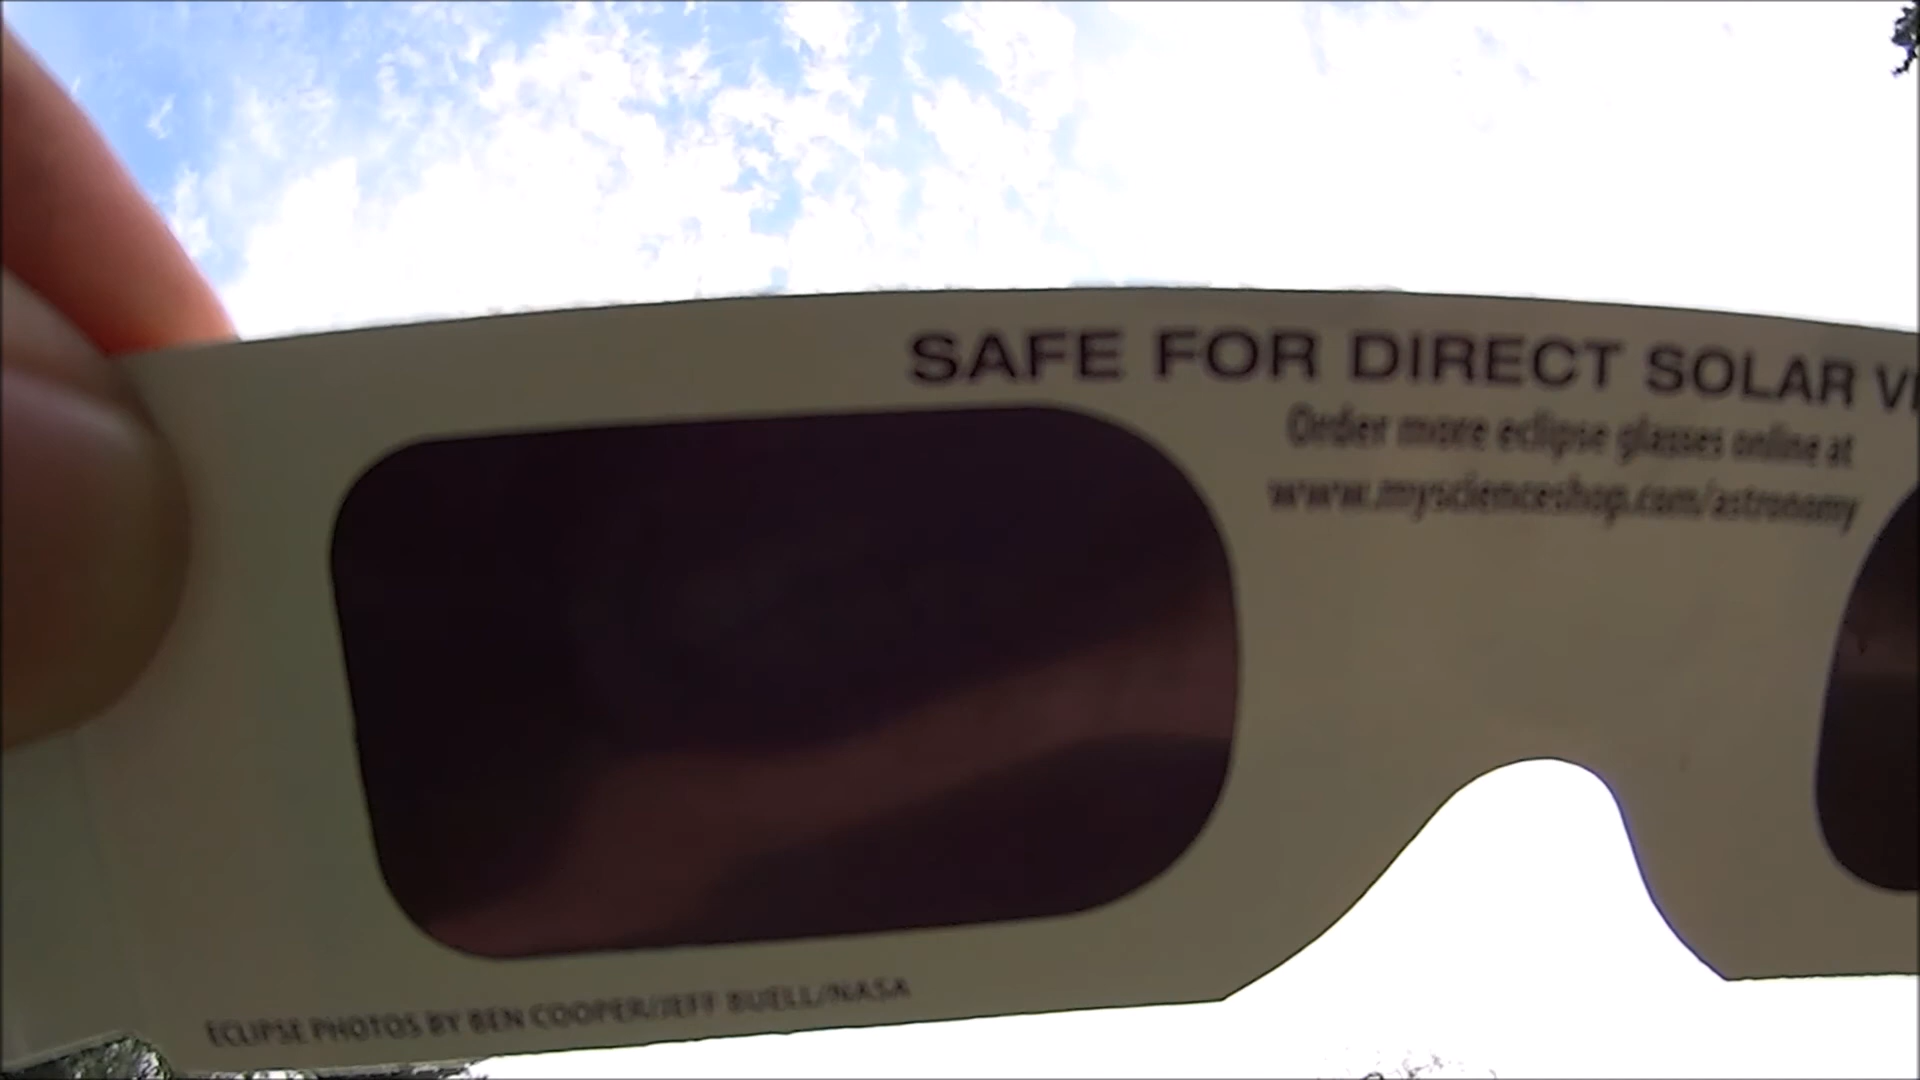 SAFE FOR DIRECT SOLAR VI
Order more eclipse glasses online at
www.myscienceshop.com/astronomy
ECLIPSE PHOTOS BY BEN COOPER/JEFF BUELL/NASA